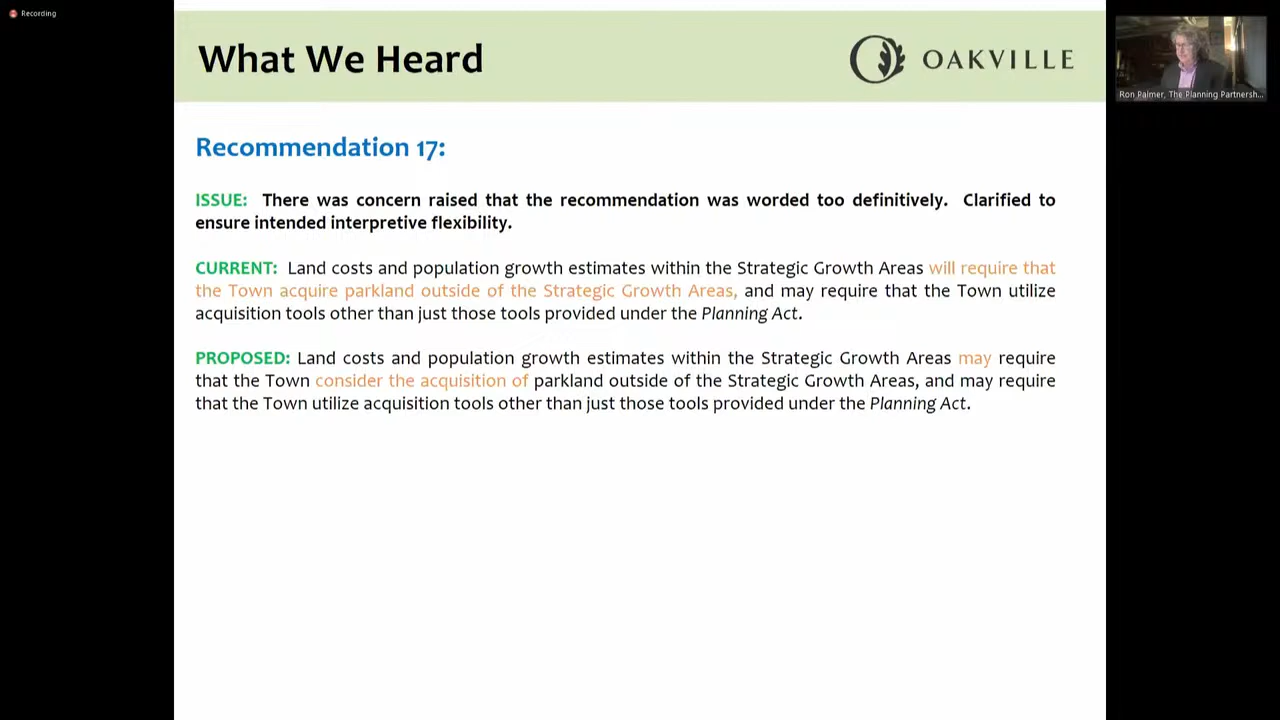 Recording
What We Heard
OAKVILLE
Ron Palmer, The Planning Partnersh...
Recommendation 17:
ISSUE: There was concern raised that the recommendation was worded too definitively. Clarified to
ensure intended interpretive flexibility.
CURRENT: Land costs and population growth estimates within the Strategic Growth Areas will require that
the Town acquire parkland outside of the Strategic Growth Areas, and may require that the Town utilize
acquisition tools other than just those tools provided under the Planning Act.
PROPOSED: Land costs and population growth estimates within the Strategic Growth Areas may require
that the Town consider the acquisition of parkland outside of the Strategic Growth Areas, and may require
that the Town utilize acquisition tools other than just those tools provided under the Planning Act.